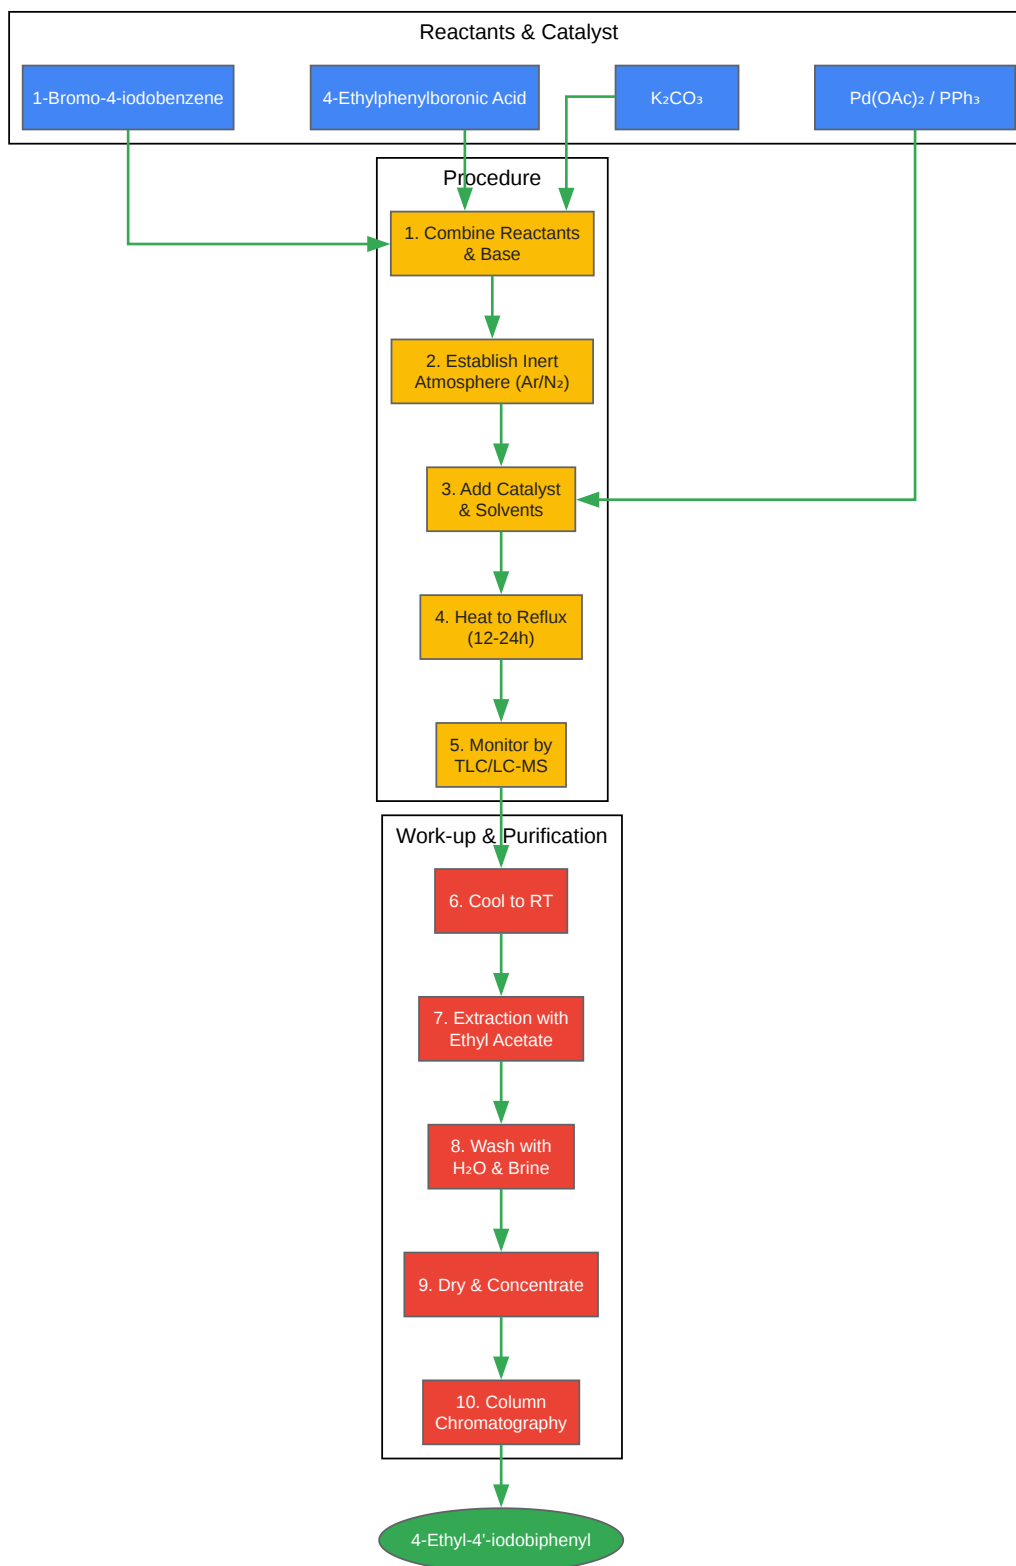 Reactants & Catalyst
1-Bromo-4-iodobenzene
4-Ethylphenylboronic Acid
K₂CO₃
Pd(OAc)₂ / PPh₃
Procedure
1. Combine Reactants
& Base
2. Establish Inert
Atmosphere (Ar/N₂)
3. Add Catalyst
& Solvents
4. Heat to Reflux
(12-24h)
5. Monitor by
TLC/LC-MS
Work-up & Purification
6. Cool to RT
7. Extraction with
Ethyl Acetate
8. Wash with
H₂O & Brine
9. Dry & Concentrate
10. Column
Chromatography
4-Ethyl-4'-iodobiphenyl